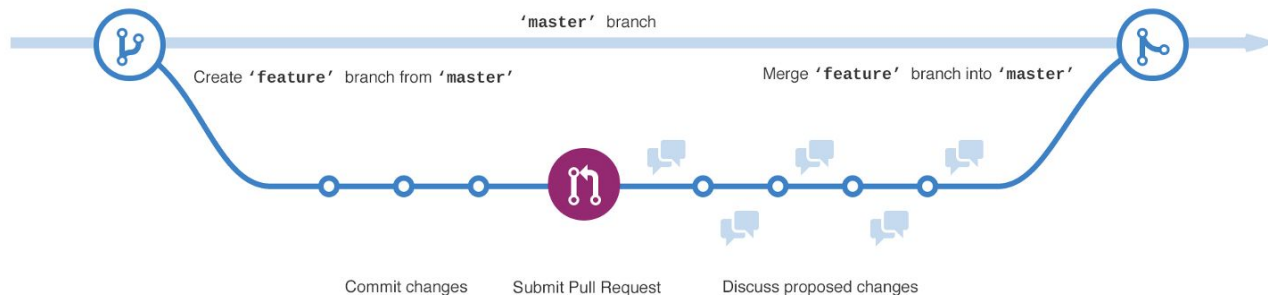 ‘master’ branch
Create ‘feature’ branch from ‘master’
Merge ‘feature’ branch into ‘master’
Commit changes
Submit Pull Request
Discuss proposed changes